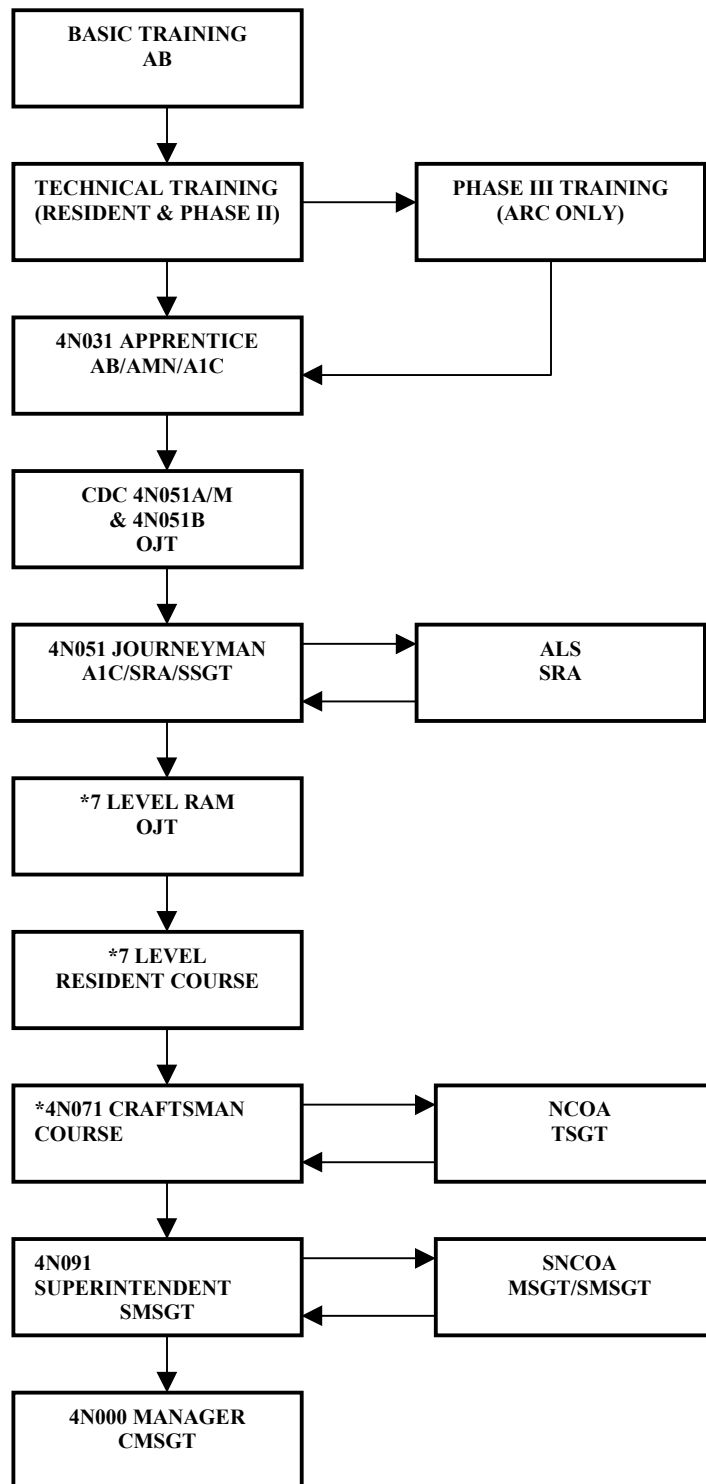 BASIC TRAINING
AB
TECHNICAL TRAINING
(RESIDENT & PHASE II)
PHASE III TRAINING
(ARC ONLY)
4N031 APPRENTICE
AB/AMN/A1C
CDC 4N051A/M
& 4N051B
OJT
4N051 JOURNEYMAN
A1C/SRA/SSGT
ALS
SRA
*7 LEVEL RAM
OJT
*7 LEVEL
RESIDENT COURSE
*4N071 CRAFTSMAN
COURSE
NCOA
TSGT
4N091
SUPERINTENDENT
SMSGT
SNCOA
MSGT/SMSGT
4N000 MANAGER
CMSGT